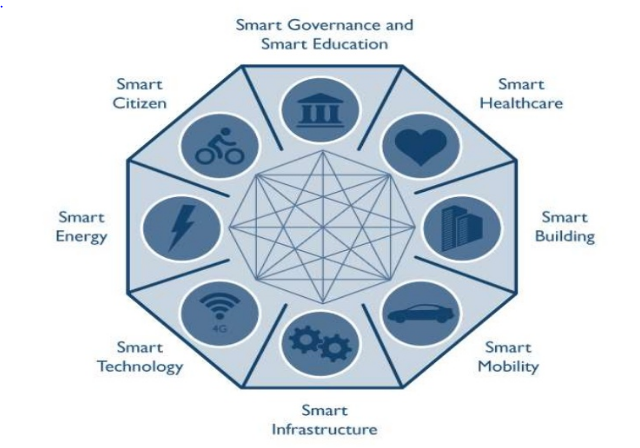 Smart Governance and
Smart Education
Smart
Citizen
Smart
Healthcare
Smart
Energy
Smart
Building
4G
Smart
Technology
Smart
Mobility
Smart
Infrastructure